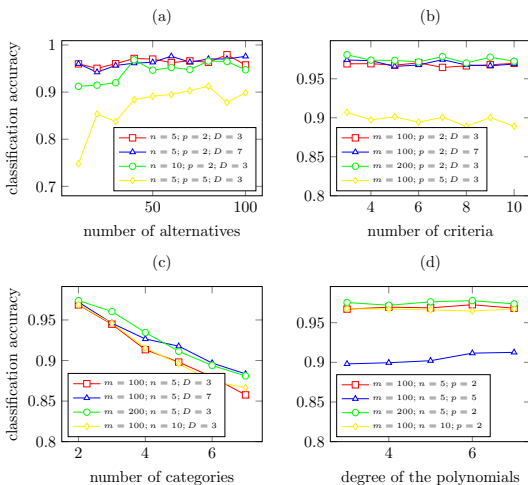 (a)
classification accuracy
1
0.9
0.8
0.7
50
100
n = 5; p = 2; D = 3
n = 5; p = 2; D = 7
n = 10; p = 2; D = 3
n = 5; p = 5; D = 3
number of alternatives
(b)
0.95
0.9
0.85
0.8
4
6
8
10
m = 100; p = 2; D = 3
m = 100; p = 2; D = 7
m = 200; p = 2; D = 3
m = 100; p = 5; D = 3
number of criteria
(c)
classification accuracy
0.95
0.9
0.85
0.8
2
4
6
m = 100; n = 5; D = 3
m = 100; n = 5; D = 7
m = 200; n = 5; D = 3
m = 100; n = 10; D = 3
number of categories
(d)
0.95
0.9
0.85
0.8
4
6
m = 100; n = 5; p = 2
m = 100; n = 5; p = 5
m = 200; n = 5; p = 2
m = 100; n = 10; p = 2
degree of the polynomials